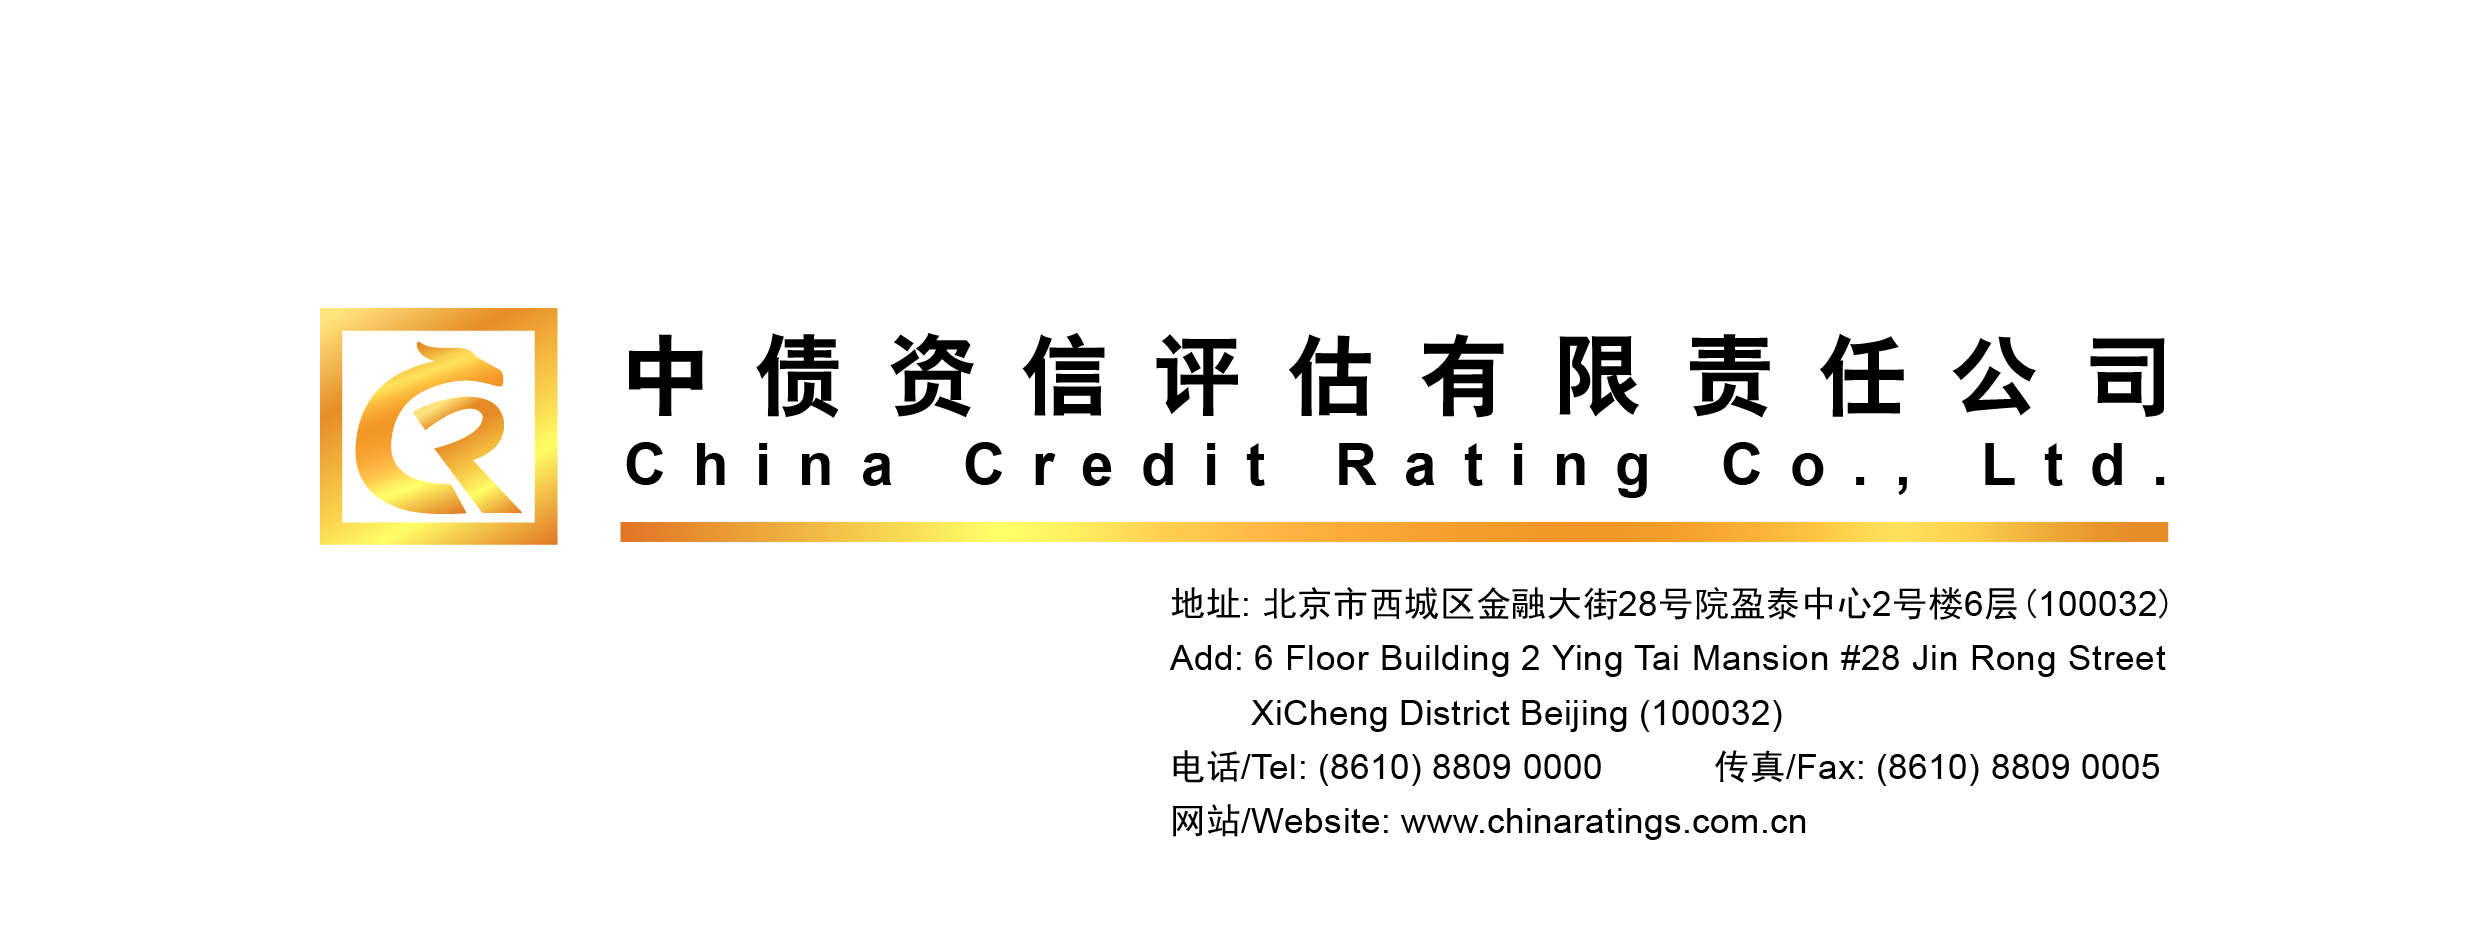 中债资信评估有限责任公司
China Credit Rating Co., Ltd.
地址: 北京市西城区金融大街28号院盈泰中心2号楼6层(100032)
Add: 6 Floor Building 2 Ying Tai Mansion #28 Jin Rong Street
XiCheng District Beijing (100032)
电话/Tel: (8610) 8809 0000 传真/Fax: (8610) 8809 0005
网站/Website: www.chinaratings.com.cn